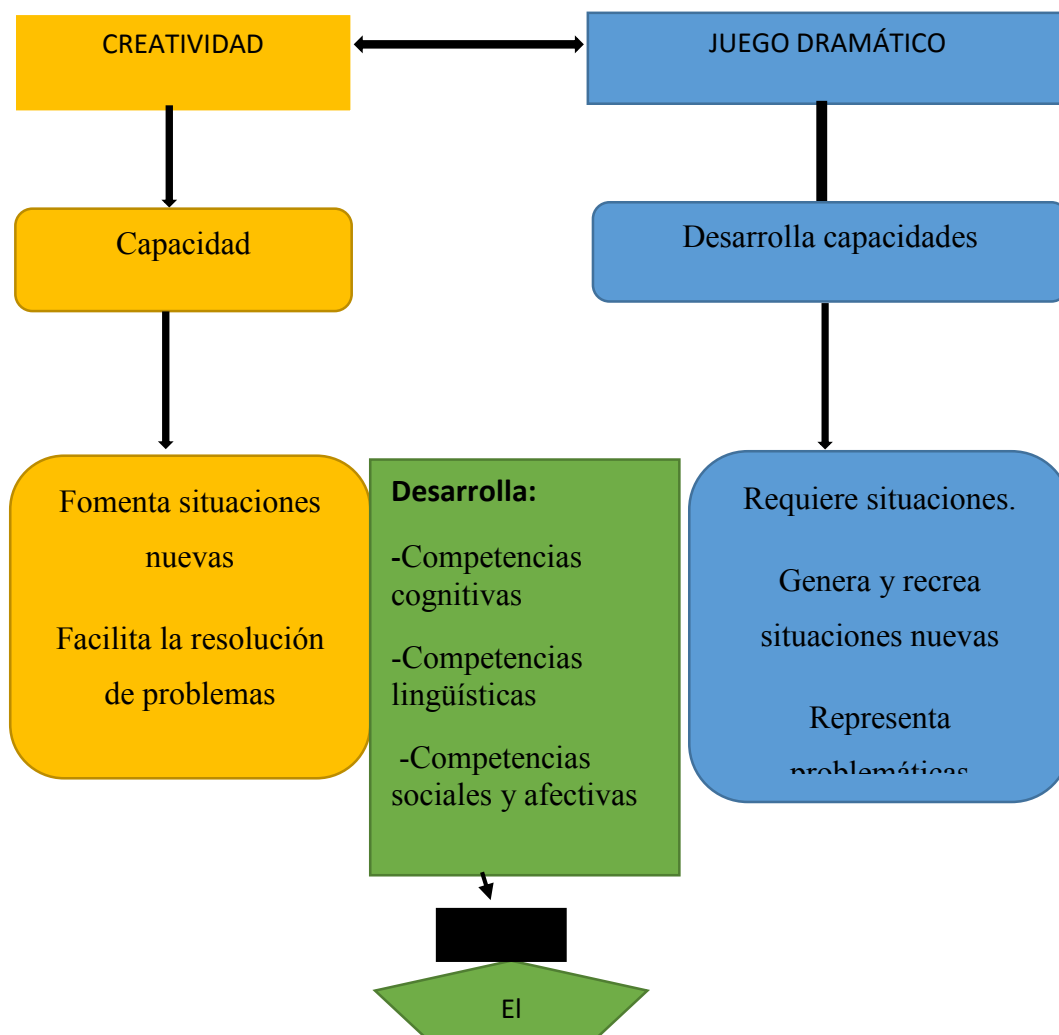 CREATIVIDAD
JUEGO DRAMÁTICO
Capacidad
Desarrolla capacidades
Fomenta situaciones
nuevas
Facilita la resolución
de problemas
Desarrolla:
-Competencias
cognitivas
-Competencias
lingüísticas
-Competencias
sociales y afectivas
Requiere situaciones.
Genera y recrea
situaciones nuevas
Representa
problemáticas
El